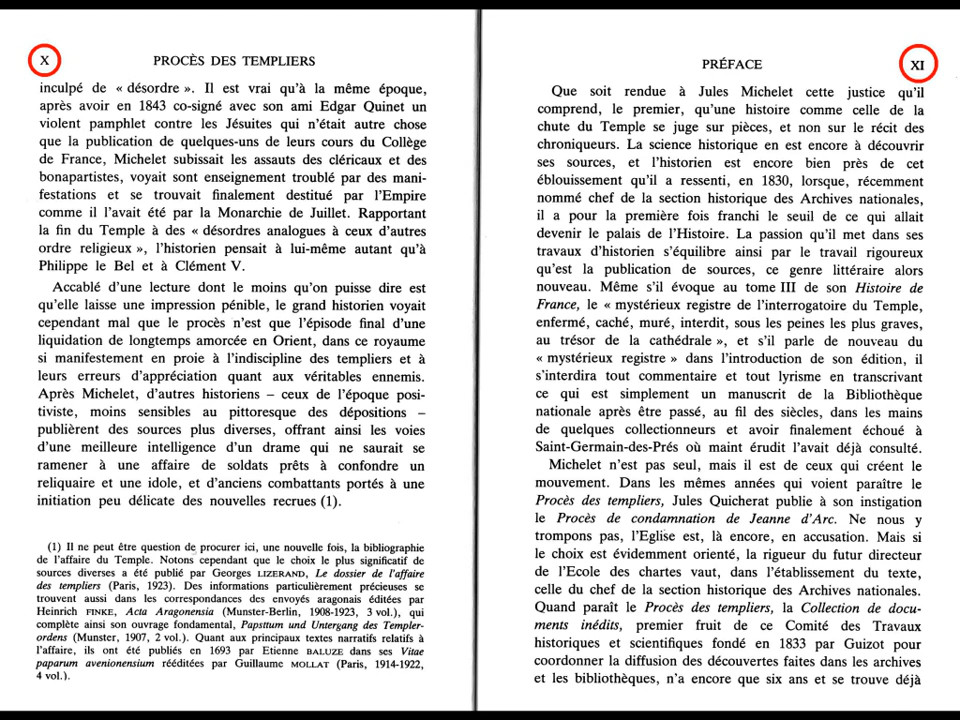 X
PROCÈS DES TEMPLIERS
inculpé de « désordre ». Il est vrai qu'à la même époque,
après avoir en 1843 co-signé avec son ami Edgar Quinet un
violent pamphlet contre les Jésuites qui n'était autre chose
que la publication de quelques-uns de leurs cours du Collège
de France, Michelet subissait les assauts des cléricaux et des
bonapartistes, voyait sont enseignement troublé par des mani-
festations et se trouvait finalement destitué par l'Empire
comme il l'avait été par la Monarchie de Juillet. Rapportant
la fin du Temple à des « désordres analogues à ceux d'autres
ordre religieux », l'historien pensait à lui-même autant qu'à
Philippe le Bel et à Clément V.
Accablé d'une lecture dont le moins qu'on puisse dire est
qu'elle laisse une impression pénible, le grand historien voyait
cependant mal que le procès n'est que l'épisode final d'une
liquidation de longtemps amorcée en Orient, dans ce royaume
si manifestement en proie à l'indiscipline des templiers et à
leurs erreurs d'appréciation quant aux véritables ennemis.
Après Michelet, d'autres historiens – ceux de l'époque posi-
tiviste, moins sensibles au pittoresque des dépositions –
publièrent des sources plus diverses, offrant ainsi les voies
d'une meilleure intelligence d'un drame qui ne saurait se
ramener à une affaire de soldats prêts à confondre un
reliquaire et une idole, et d'anciens combattants portés à une
initiation peu délicate des nouvelles recrues (1).
(1) Il ne peut être question de procurer ici, une nouvelle fois, la bibliographie
de l'affaire du Temple. Notons cependant que le choix le plus significatif de
sources diverses a été publié par Georges LIZERAND, Le dossier de l'affaire
des templiers (Paris, 1923). Des informations particulièrement précieuses se
trouvent aussi dans les correspondances des envoyés aragonais éditées par
Heinrich FINKE, Acta Aragonensia (Munster-Berlin, 1908-1923, 3 vol.), qui
complète ainsi son ouvrage fondamental, Papsttum und Untergang des Templer-
ordens (Munster, 1907, 2 vol.). Quant aux principaux textes narratifs relatifs à
l'affaire, ils ont été publiés en 1693 par Etienne BALUZE dans ses Vitae
paparum avenionensium rééditées par Guillaume MOLLAT (Paris, 1914-1922,
4 vol.).
PRÉFACE
XI
Que soit rendue à Jules Michelet cette justice qu'il
comprend, le premier, qu'une histoire comme celle de la
chute du Temple se juge sur pièces, et non sur le récit des
chroniqueurs. La science historique en est encore à découvrir
ses sources, et l'historien est encore bien près de cet
éblouissement qu'il a ressenti, en 1830, lorsque, récemment
nommé chef de la section historique des Archives nationales,
il a pour la première fois franchi le seuil de ce qui allait
devenir le palais de l'Histoire. La passion qu'il met dans ses
travaux d'historien s'équilibre ainsi par le travail rigoureux
qu'est la publication de sources, ce genre littéraire alors
nouveau. Même s'il évoque au tome III de son Histoire de
France, le « mystérieux registre de l'interrogatoire du Temple,
enfermé, caché, muré, interdit, sous les peines les plus graves,
au trésor de la cathédrale », et s'il parle de nouveau du
« mystérieux registre » dans l'introduction de son édition, il
s'interdira tout commentaire et tout lyrisme en transcrivant
ce qui est simplement un manuscrit de la Bibliothèque
nationale après être passé, au fil des siècles, dans les mains
de quelques collectionneurs et avoir finalement échoué à
Saint-Germain-des-Prés où maint érudit l'avait déjà consulté.
Michelet n'est pas seul, mais il est de ceux qui créent le
mouvement. Dans les mêmes années qui voient paraître le
Procès des templiers, Jules Quicherat publie à son instigation
le Procès de condamnation de Jeanne d'Arc. Ne nous y
trompons pas, l'Eglise est, là encore, en accusation. Mais si
le choix est évidemment orienté, la rigueur du futur directeur
de l'Ecole des chartes vaut, dans l'établissement du texte,
celle du chef de la section historique des Archives nationales.
Quand paraît le Procès des templiers, la Collection de docu-
ments inédits, premier fruit de ce Comité des Travaux
historiques et scientifiques fondé en 1833 par Guizot pour
coordonner la diffusion des découvertes faites dans les archives
et les bibliothèques, n'a encore que six ans et se trouve déjà